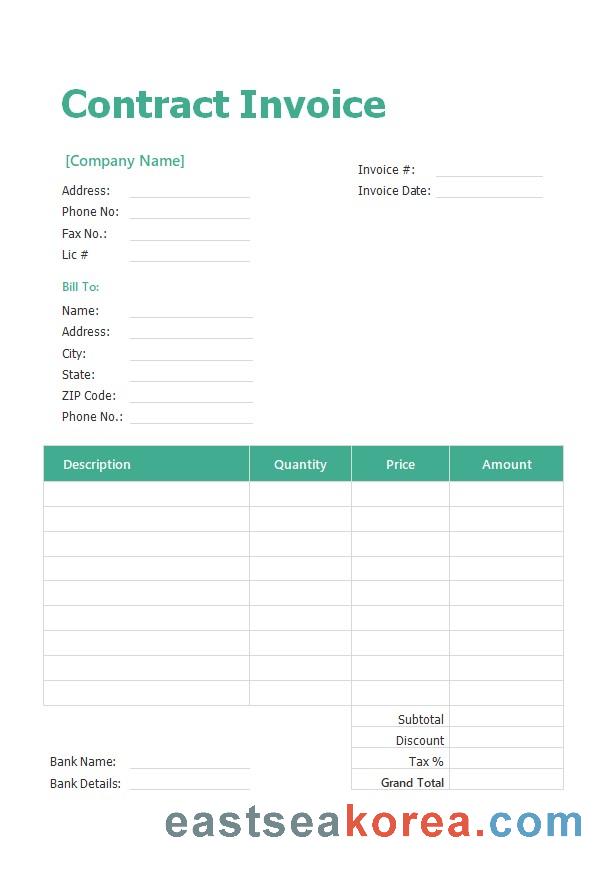 Contract Invoice
[Company Name]
Invoice #:
Address:
Invoice Date:
Phone No:
Fax No.:
Lic #
Bill To:
Name:
Address:
City:
State:
ZIP Code:
Phone No.:
Description Quantity Price Amount
Subtotal
Discount
Bank Name:
Tax %
Bank Details:
Grand Total
eastseakorea.com